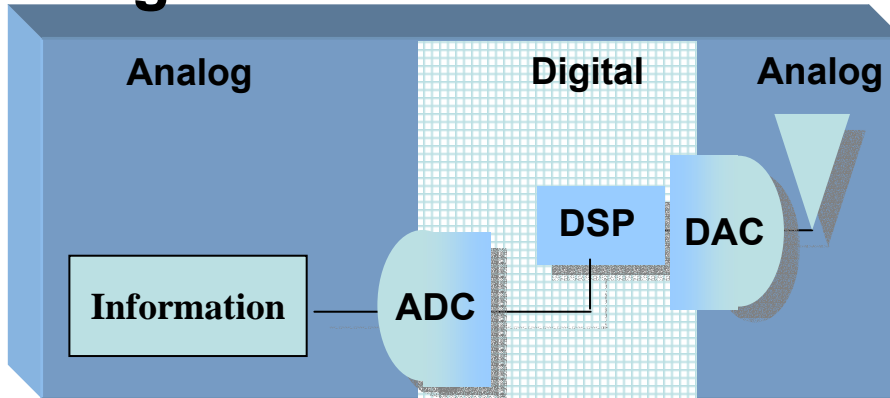 Analog
Digital
Analog
DSP
DAC
Information
ADC